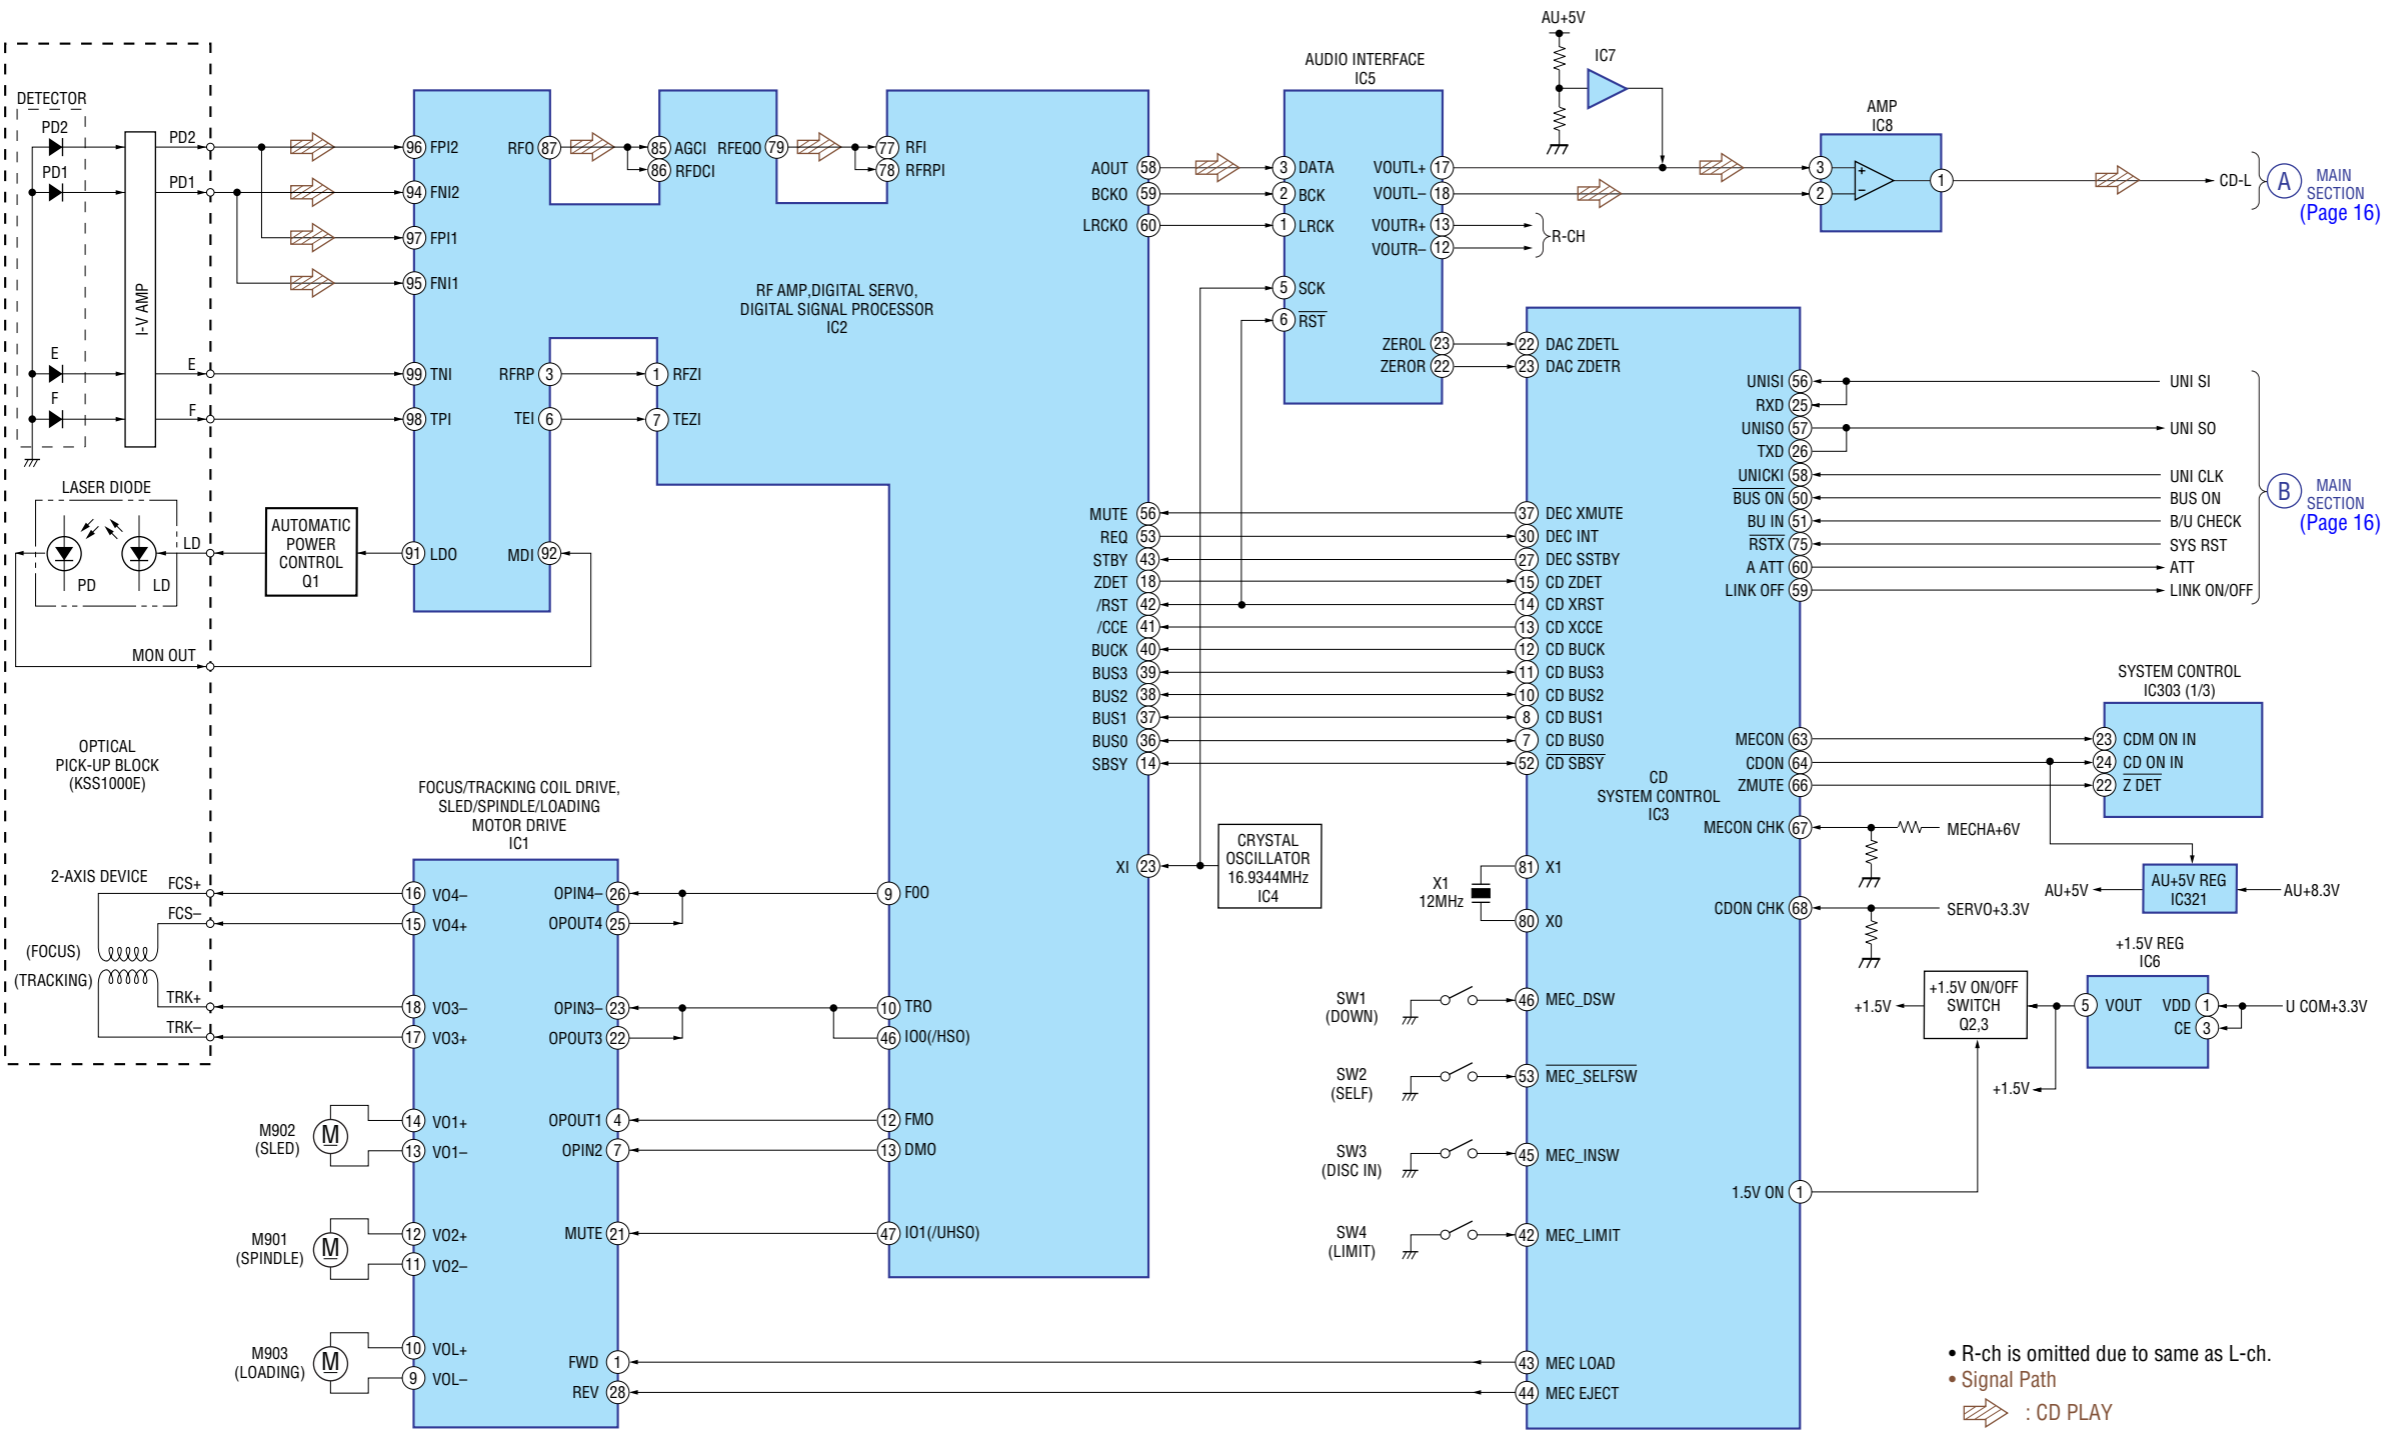 DETECTOR
PD2
PD1
E
F
I-V AMP
PD2
PD1
E
F
LASER DIODE
PD
LD
LD
AUTOMATIC
POWER
CONTROL
Q1
MON OUT
OPTICAL
PICK-UP BLOCK
(KSS1000E)
2-AXIS DEVICE
(FOCUS)
(TRACKING)
FCS+
FCS–
TRK+
TRK–
M902
(SLED)
M
M901
(SPINDLE)
M
M903
(LOADING)
M
FOCUS/TRACKING COIL DRIVE,
SLED/SPINDLE/LOADING
MOTOR DRIVE
IC1
16 VO4–
15 VO4+
18 VO3–
17 VO3+
14 VO1+
13 VO1–
12 VO2+
11 VO2–
10 VOL+
9 VOL–
OPIN4– 26
OPOUT4 25
OPIN3– 23
OPOUT3 22
OPOUT1 4
OPIN2 7
MUTE 21
FWD 1
REV 28
96 FPI2
94 FNI2
97 FPI1
95 FNI1
99 TNI
98 TPI
91 LDO
RFO 87
85 AGCI
86 RFDCI
RFEQO 79
77 RFI
78 RFRPI
RFRP 3
1 RFZI
TEI 6
7 TEZI
MDI 92
RF AMP,DIGITAL SERVO,
DIGITAL SIGNAL PROCESSOR
IC2
9 FOO
10 TRO
46 IO0(/HSO)
12 FMO
13 DMO
47 IO1(/UHSO)
AOUT 58
BCKO 59
LRCKO 60
MUTE 56
REQ 53
STBY 43
ZDET 18
/RST 42
/CCE 41
BUCK 40
BUS3 39
BUS2 38
BUS1 37
BUS0 36
SBSY 14
XI 23
CRYSTAL
OSCILLATOR
16.9344MHz
IC4
AUDIO INTERFACE
IC5
3 DATA
2 BCK
1 LRCK
5 SCK
6 RST
VOUTL+ 17
VOUTL– 18
VOUTR+ 13
VOUTR– 12
R-CH
ZEROL 23
ZEROR 22
AU+5V
IC7
AMP
IC8
3
+
2
–
1
CD-L
A
MAIN
SECTION
(Page 16)
22 DAC ZDETL
23 DAC ZDETR
37 DEC XMUTE
30 DEC INT
27 DEC SSTBY
15 CD ZDET
14 CD XRST
13 CD XCCE
12 CD BUCK
11 CD BUS3
10 CD BUS2
8 CD BUS1
7 CD BUS0
52 CD SBSY
CD
SYSTEM CONTROL
IC3
X1
12MHz
81 X1
80 X0
SW1
(DOWN)
46 MEC_DSW
SW2
(SELF)
53 MEC_SELFSW
SW3
(DISC IN)
45 MEC_INSW
SW4
(LIMIT)
42 MEC_LIMIT
43 MEC LOAD
44 MEC EJECT
UNISI 56
RXD 25
UNISO 57
TXD 26
UNICKI 58
BUS ON 50
BU IN 51
RSTX 75
A ATT 60
LINK OFF 59
UNI SI
UNI SO
UNI CLK
BUS ON
B/U CHECK
SYS RST
ATT
LINK ON/OFF
B
MAIN
SECTION
(Page 16)
SYSTEM CONTROL
IC303 (1/3)
MECON 63
CDON 64
ZMUTE 66
23 CDM ON IN
24 CD ON IN
22 Z DET
MECON CHK 67
MECHA+6V
CDON CHK 68
SERVO+3.3V
AU+5V
AU+5V REG
IC321
AU+8.3V
+1.5V REG
IC6
+1.5V
+1.5V ON/OFF
SWITCH
Q2,3
5 VOUT
VDD 1
CE 3
U COM+3.3V
+1.5V
1.5V ON 1
• R-ch is omitted due to same as L-ch.
• Signal Path
: CD PLAY